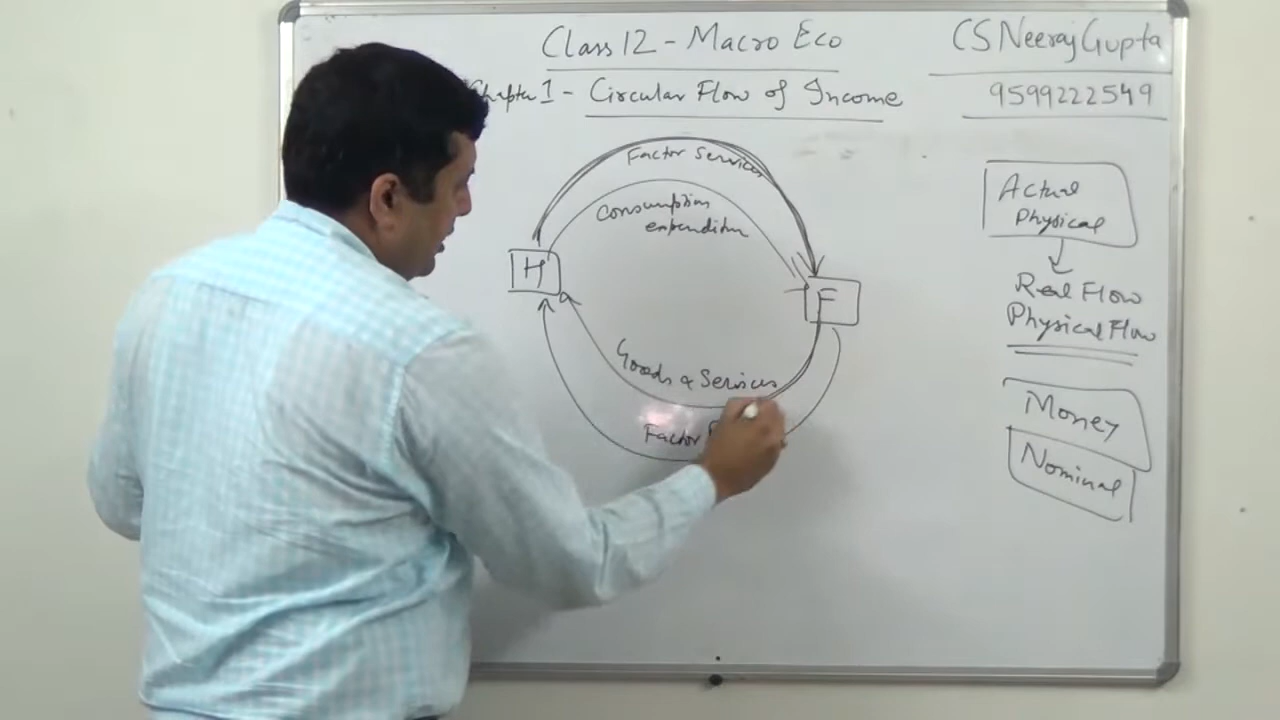 Class 12 - Macro Eco
CS Neeraj Gupta
Chapter 1 - Circular Flow of Income
9599222549
Factor Services
Consumption
expenditure
H
F
Goods & Services
Factor
Actual
Physical
Real Flow
Physical Flow
Money
Nominal